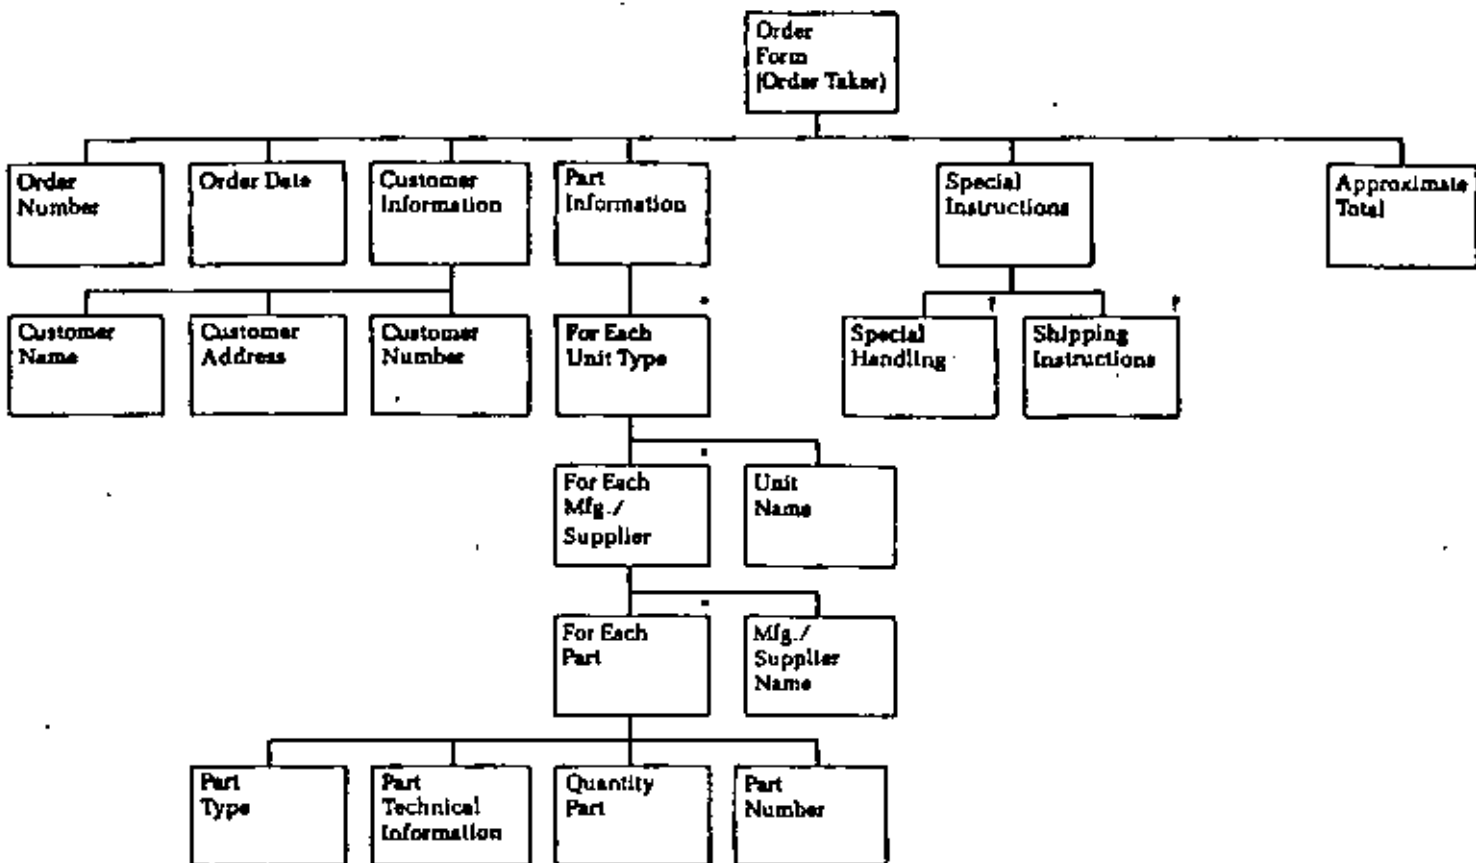 Order
Form
(Order Taker)
Order
Number
Order Date
Customer
Information
Part
Information
Special
Instructions
Approximate
Total
Customer
Name
Customer
Address
Customer
Number
For Each
Unit Type
Special
Handling
Shipping
Instructions
For Each
Mfg./
Supplier
Unit
Name
For Each
Part
Mfg./
Supplier
Name
Part
Type
Part
Technical
Information
Quantity
Part
Part
Number